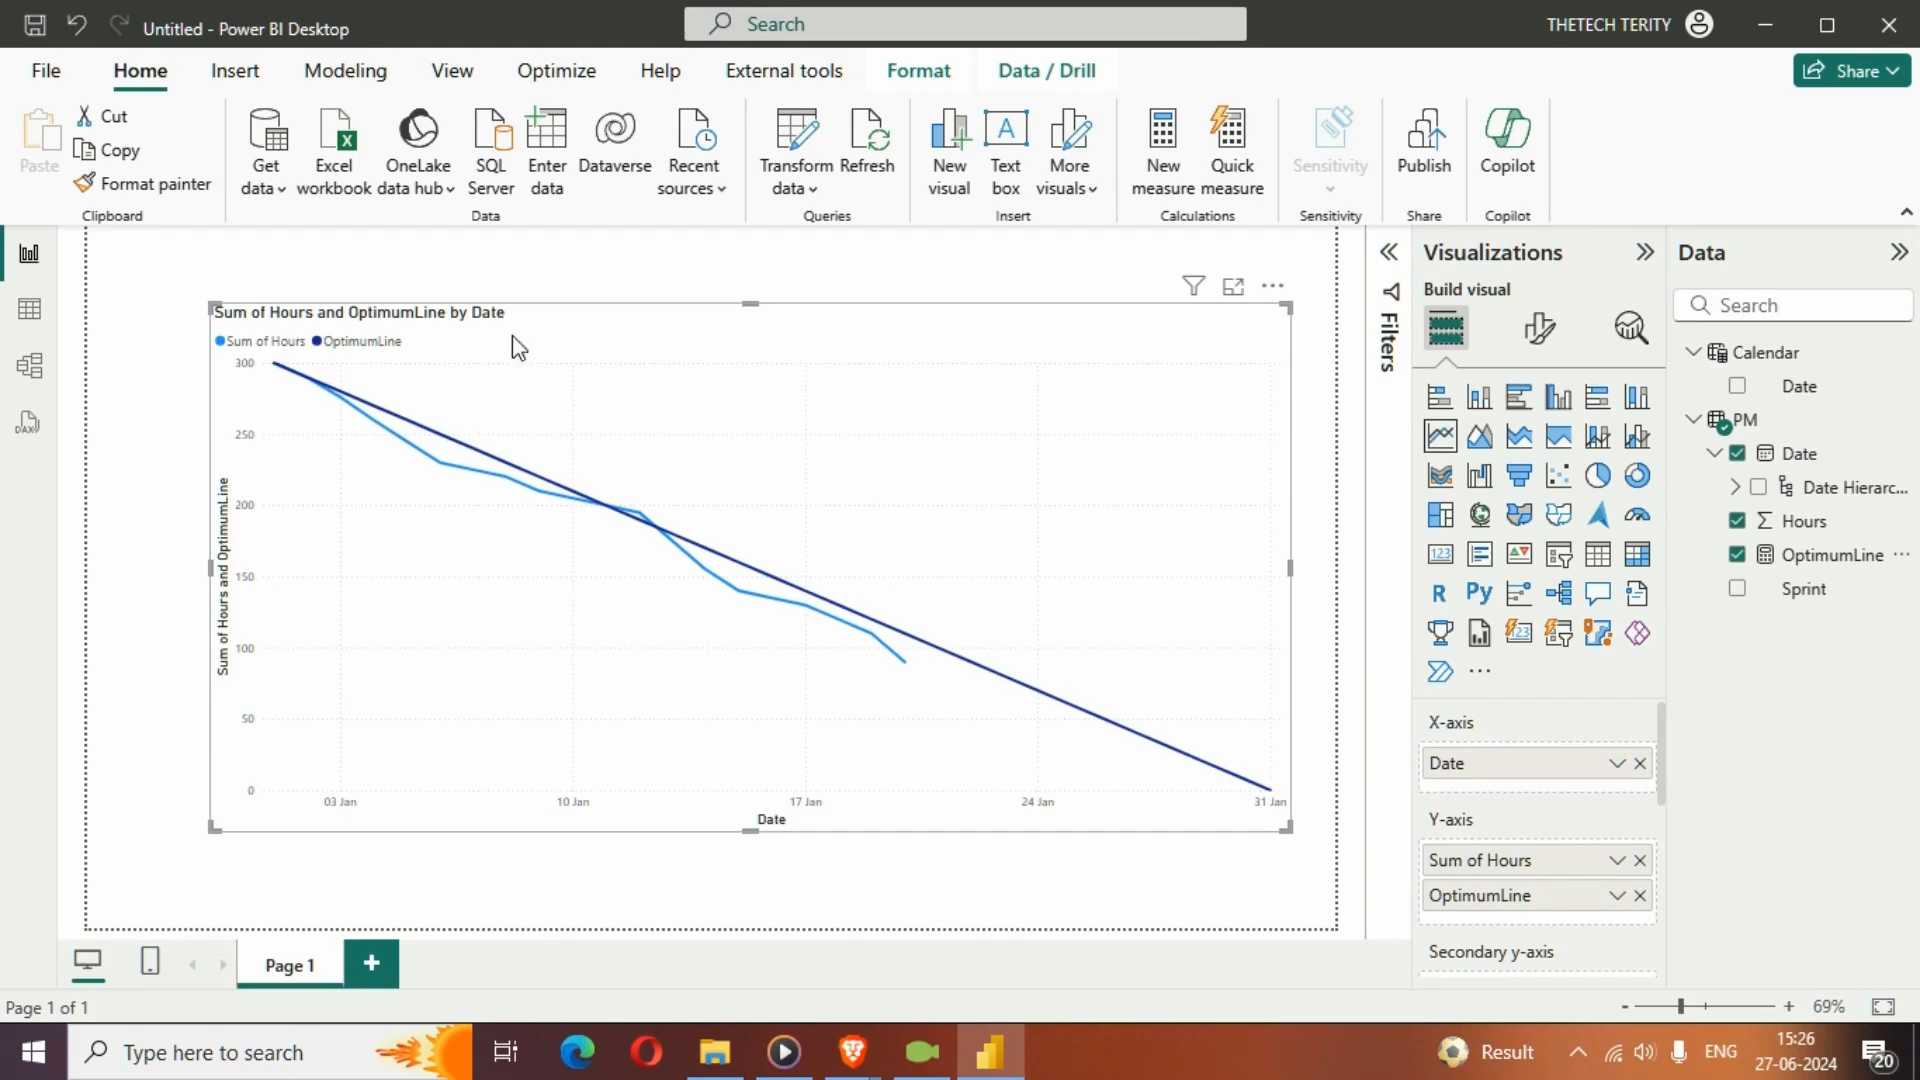 Untitled - Power BI Desktop
Search
THETECH TERITY
File
Home
Insert
Modeling
View
Optimize
Help
External tools
Format
Data / Drill
Share
Paste
Cut
Copy
Format painter
Clipboard
Get data
Excel workbook
OneLake data hub
SQL Server
Enter data
Dataverse
Recent sources
Data
Transform data
Refresh
Queries
New visual
Text box
More visuals
Insert
New measure
Quick measure
Calculations
Sensitivity
Sensitivity
Publish
Share
Copilot
Copilot
DAX
Sum of Hours and OptimumLine by Date
Sum of Hours
OptimumLine
Sum of Hours and OptimumLine
300
250
200
150
100
50
0
03 Jan
10 Jan
17 Jan
24 Jan
31 Jan
Date
Filters
Visualizations
Build visual
123
R
Py
123
X-axis
Date
Y-axis
Sum of Hours
OptimumLine
Secondary y-axis
Data
Search
Calendar
Date
PM
Date
Date Hierarc...
Hours
OptimumLine
Sprint
Page 1
Page 1 of 1
69%
Type here to search
Result
ENG
15:26
27-06-2024
20